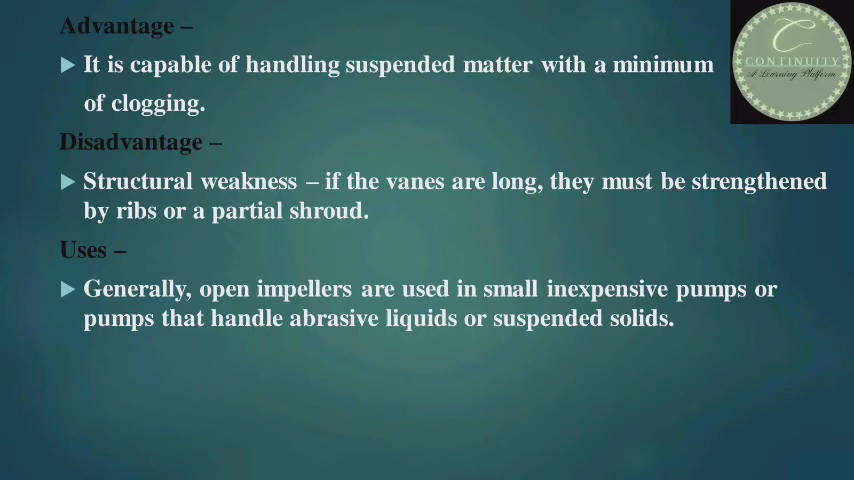 Advantage –
It is capable of handling suspended matter with a minimum
of clogging.
Disadvantage –
Structural weakness – if the vanes are long, they must be strengthened
by ribs or a partial shroud.
Uses –
Generally, open impellers are used in small inexpensive pumps or
pumps that handle abrasive liquids or suspended solids.
C
CONTINUITY
A Learning Platform